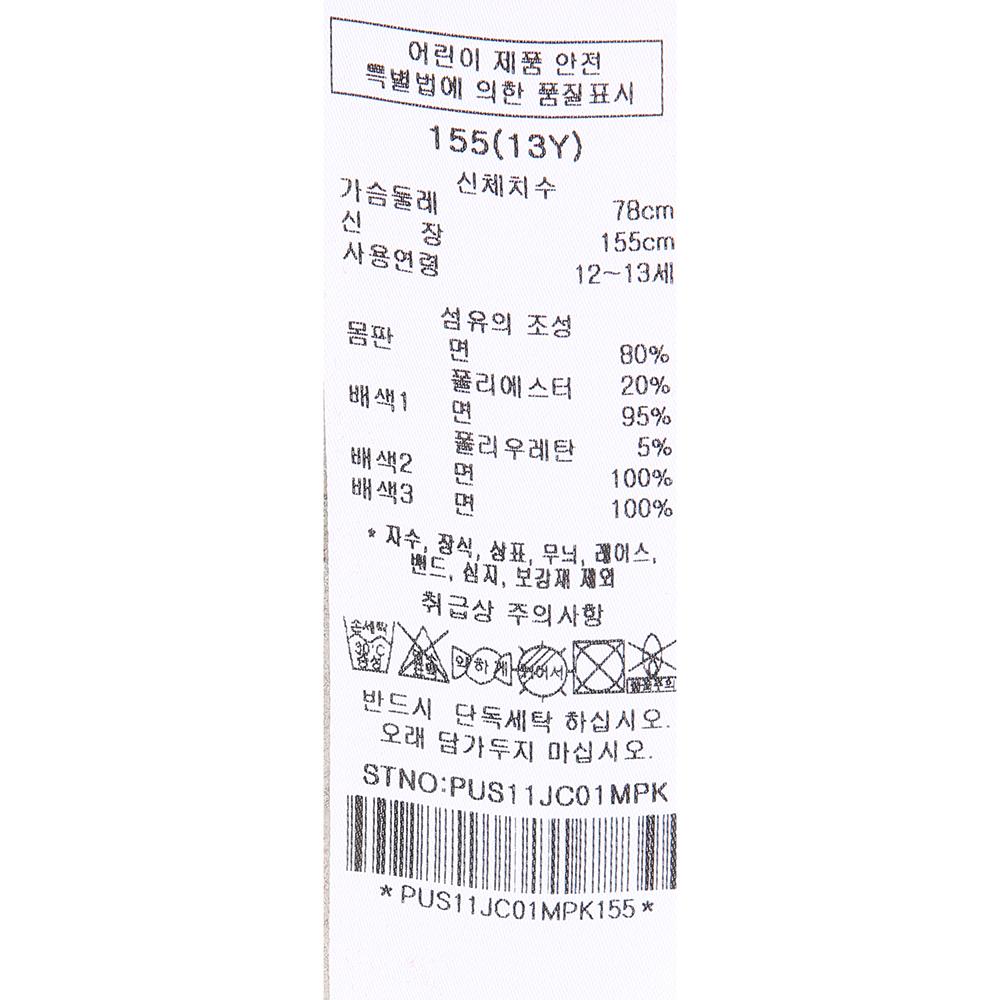 어린이 제품 안전
특별법에 의한 품질표시
155(13Y)
신체치수
가슴둘레 78cm
신 장 155cm
사용연령 12~13세
섬유의 조성
몸판 면 80%
폴리에스터 20%
배색1 면 95%
폴리우레탄 5%
배색2 면 100%
배색3 면 100%
* 자수, 장식, 상표, 무늬, 레이스,
밴드, 심지, 보강재 제외
취급상 주의사항
손세탁
30°C
중성
약하게
뉘어서
반드시 단독세탁 하십시오.
오래 담가두지 마십시오.
STNO:PUS11JC01MPK
*PUS11JC01MPK155*